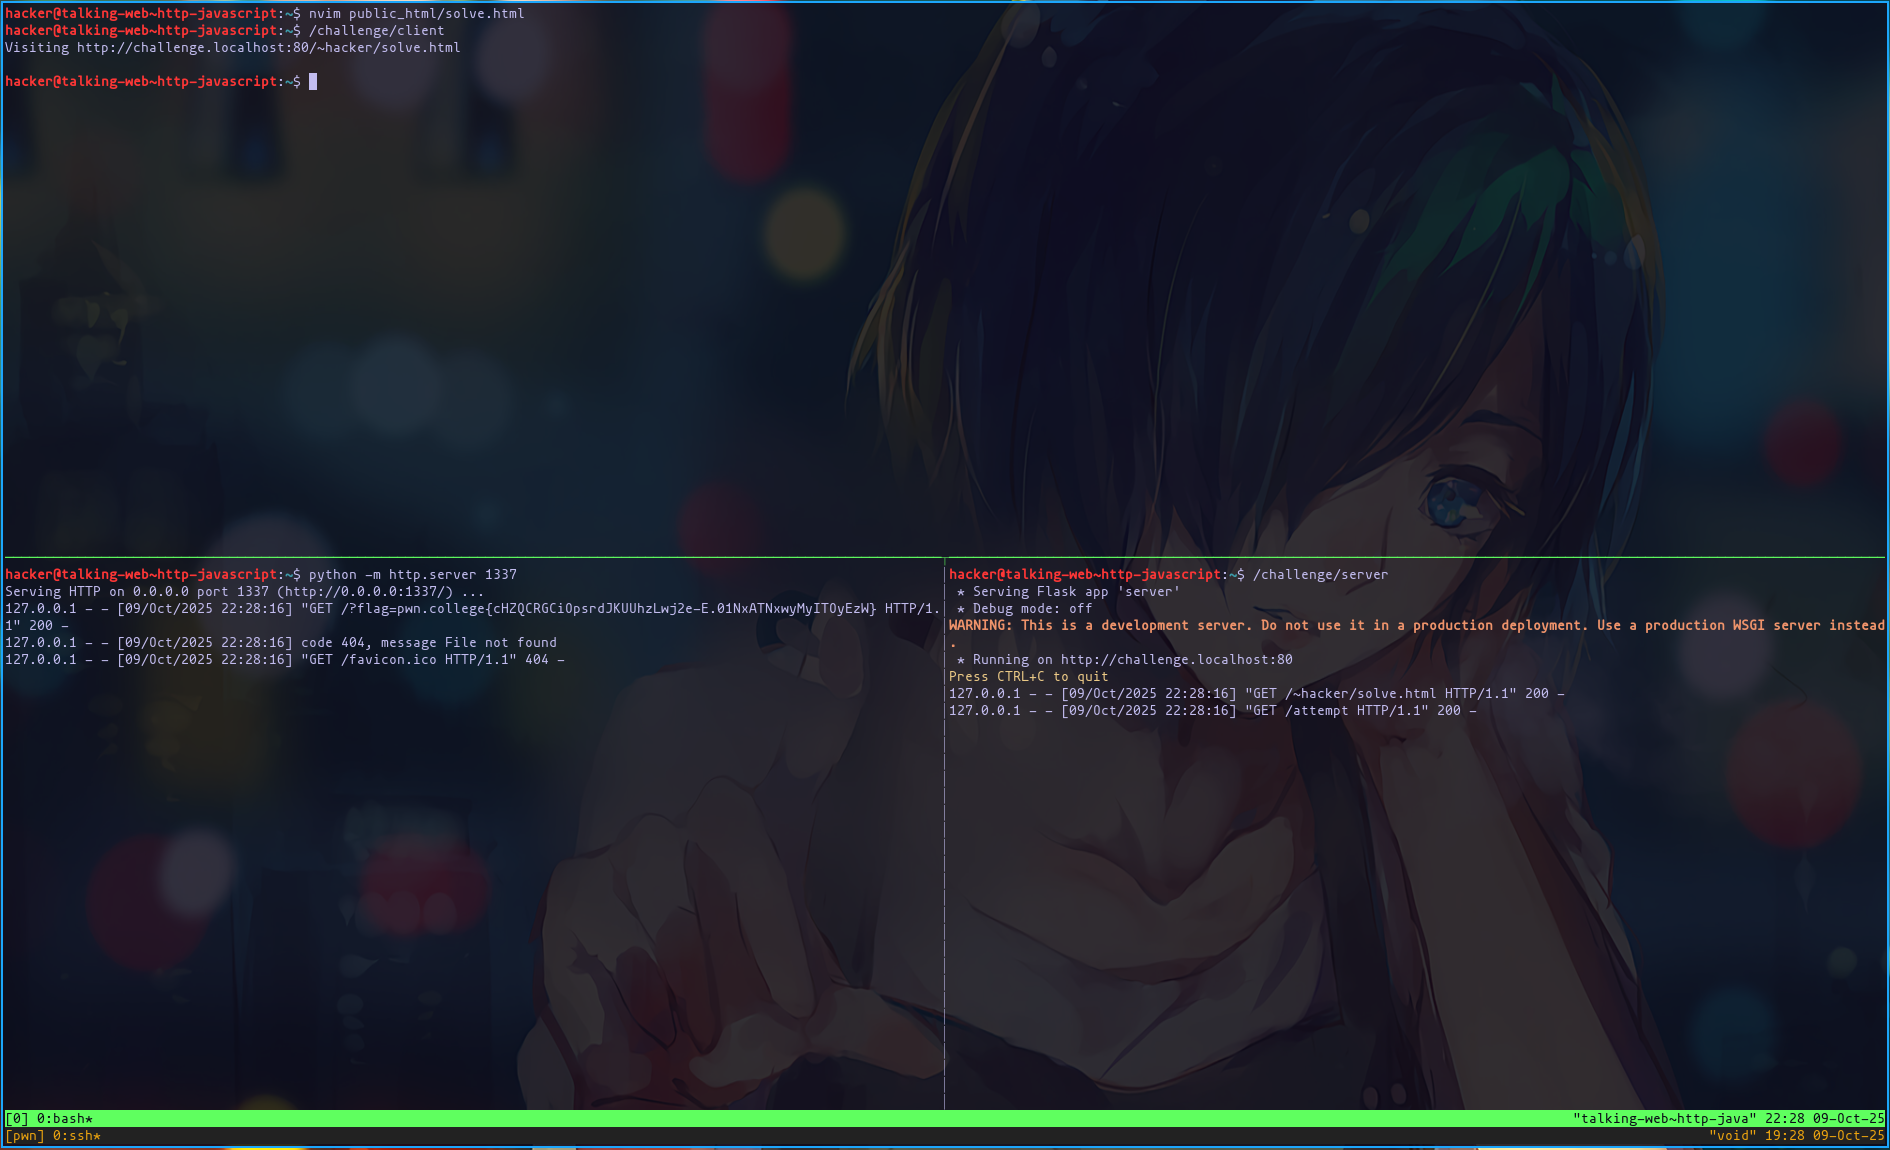 hacker@talking-web~http-javascript:~$ nvim public_html/solve.html
hacker@talking-web~http-javascript:~$ /challenge/client
Visiting http://challenge.localhost:80/~hacker/solve.html
hacker@talking-web~http-javascript:~$
hacker@talking-web~http-javascript:~$ python -m http.server 1337
Serving HTTP on 0.0.0.0 port 1337 (http://0.0.0.0:1337/) ...
127.0.0.1 - - [09/Oct/2025 22:28:16] "GET /?flag=pwn.college{cHZQCRGCiOpsrdJKUUhzLwj2e-E.01NxATNxwyMyITOyEzW} HTTP/1.
1" 200 -
127.0.0.1 - - [09/Oct/2025 22:28:16] code 404, message File not found
127.0.0.1 - - [09/Oct/2025 22:28:16] "GET /favicon.ico HTTP/1.1" 404 -
hacker@talking-web~http-javascript:~$ /challenge/server
* Serving Flask app 'server'
* Debug mode: off
WARNING: This is a development server. Do not use it in a production deployment. Use a production WSGI server instead
.
* Running on http://challenge.localhost:80
Press CTRL+C to quit
127.0.0.1 - - [09/Oct/2025 22:28:16] "GET /~hacker/solve.html HTTP/1.1" 200 -
127.0.0.1 - - [09/Oct/2025 22:28:16] "GET /attempt HTTP/1.1" 200 -
[0] 0:bash* "talking-web~http-java" 22:28 09-Oct-25
[pwn] 0:ssh* "void" 19:28 09-Oct-25